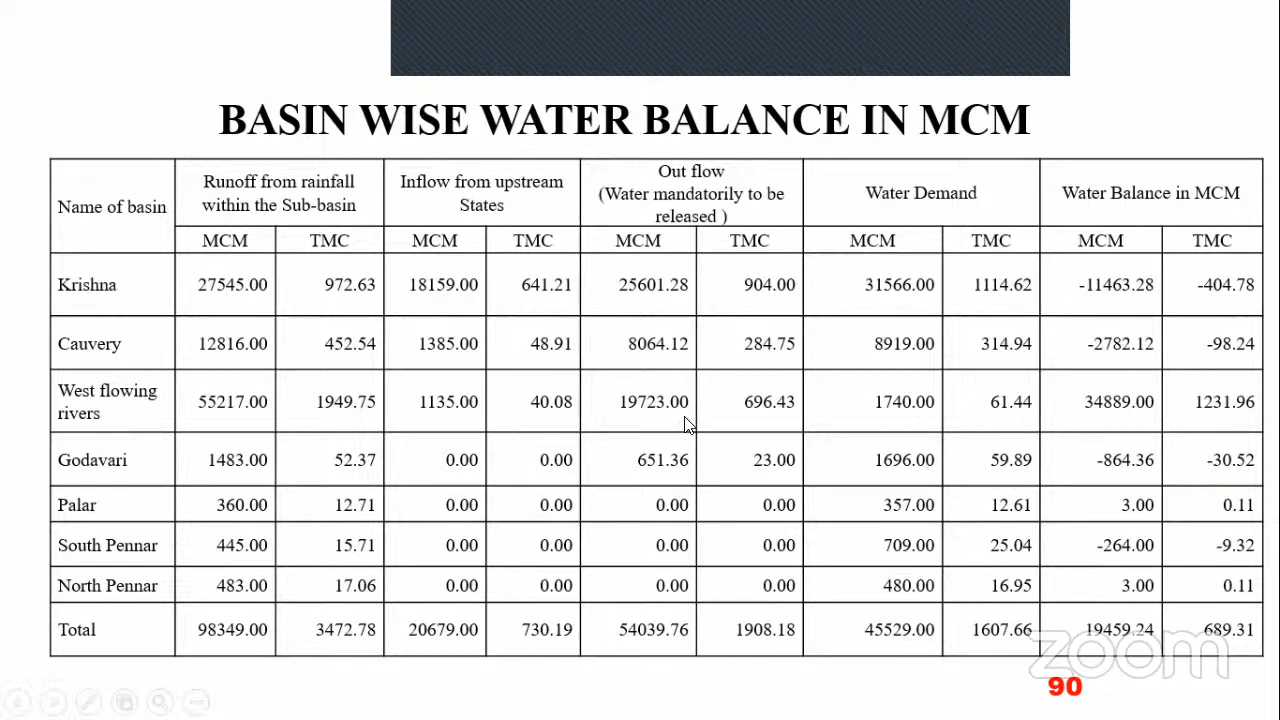 BASIN WISE WATER BALANCE IN MCM
Name of basin
Runoff from rainfall
within the Sub-basin
Inflow from upstream
States
Out flow
(Water mandatorily to be
released )
Water Demand
Water Balance in MCM
MCM TMC MCM TMC MCM TMC MCM TMC MCM TMC
Krishna 27545.00 972.63 18159.00 641.21 25601.28 904.00 31566.00 1114.62 -11463.28 -404.78
Cauvery 12816.00 452.54 1385.00 48.91 8064.12 284.75 8919.00 314.94 -2782.12 -98.24
West flowing
rivers
55217.00 1949.75 1135.00 40.08 19723.00 696.43 1740.00 61.44 34889.00 1231.96
Godavari 1483.00 52.37 0.00 0.00 651.36 23.00 1696.00 59.89 -864.36 -30.52
Palar 360.00 12.71 0.00 0.00 0.00 0.00 357.00 12.61 3.00 0.11
South Pennar 445.00 15.71 0.00 0.00 0.00 0.00 709.00 25.04 -264.00 -9.32
North Pennar 483.00 17.06 0.00 0.00 0.00 0.00 480.00 16.95 3.00 0.11
Total 98349.00 3472.78 20679.00 730.19 54039.76 1908.18 45529.00 1607.66 19459.24 689.31
zoom
90